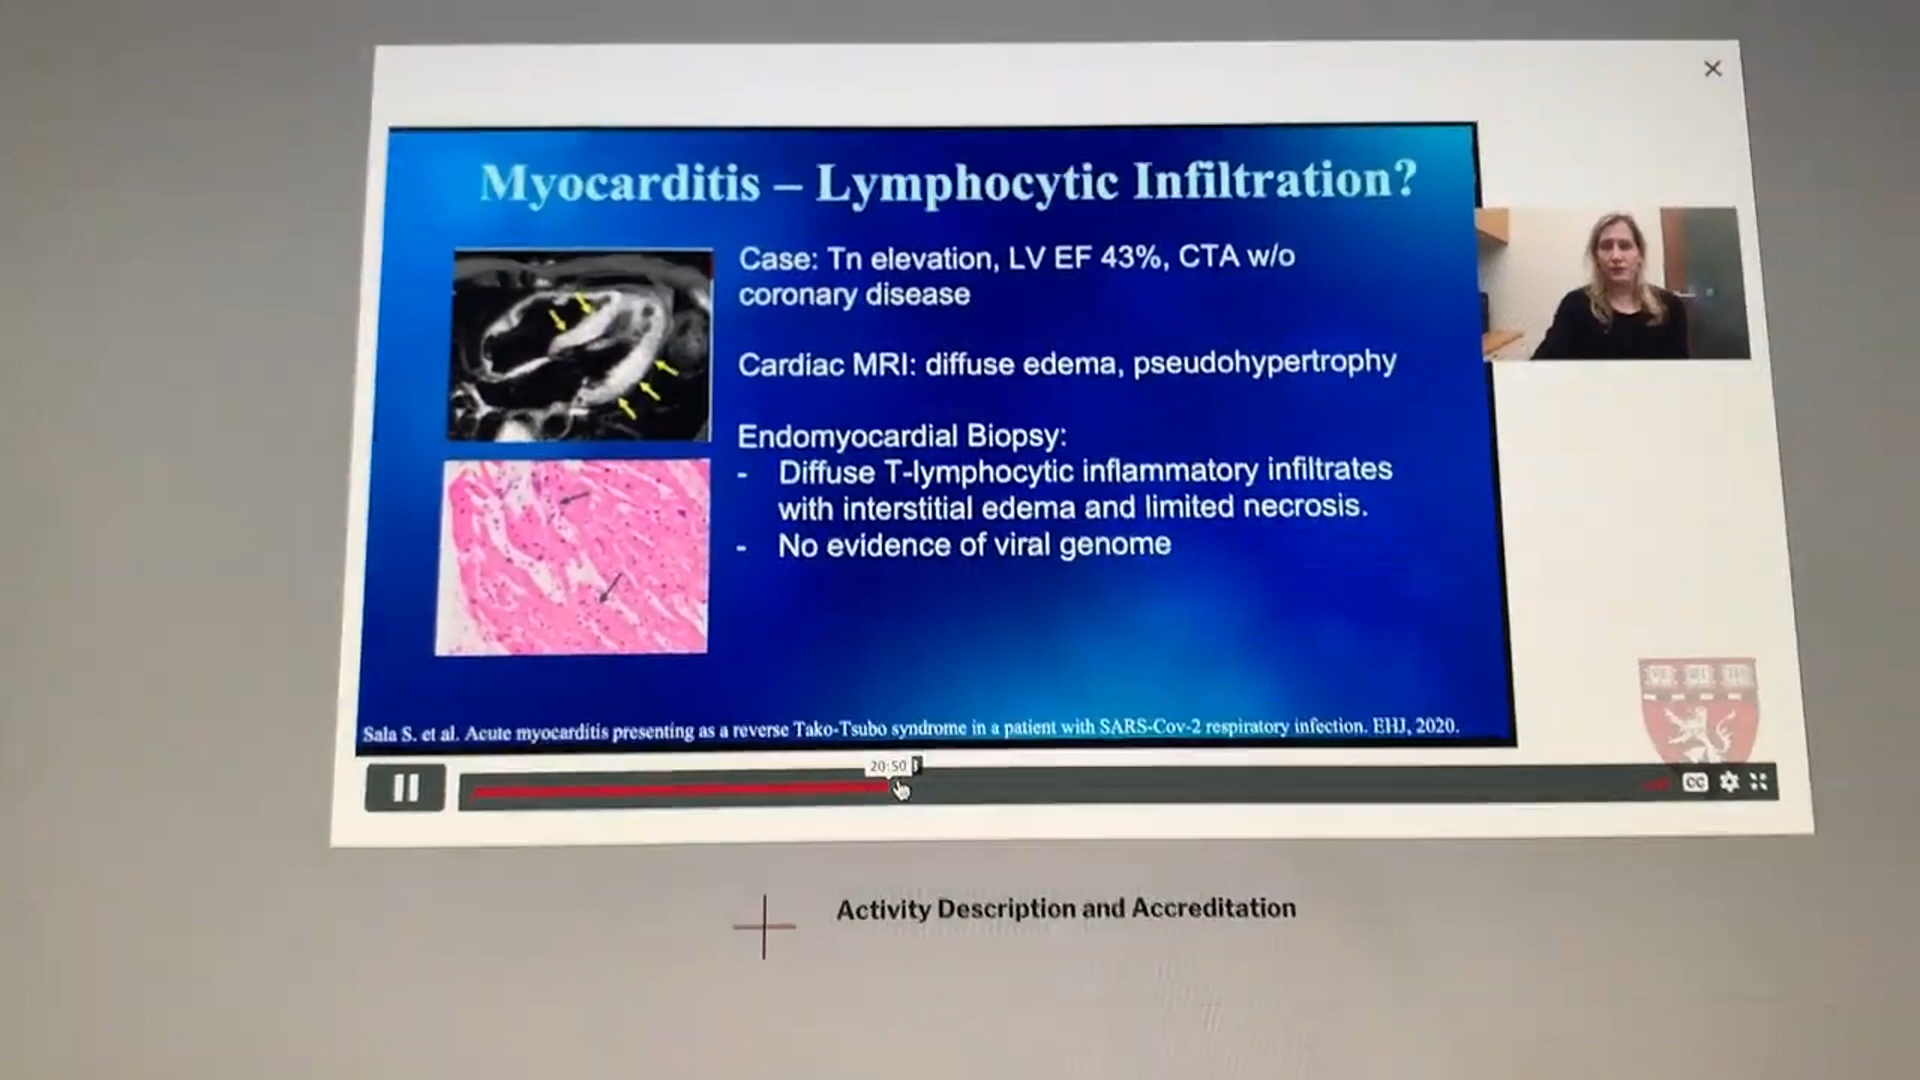 Myocarditis – Lymphocytic Infiltration?
Case: Tn elevation, LV EF 43%, CTA w/o
coronary disease
Cardiac MRI: diffuse edema, pseudohypertrophy
Endomyocardial Biopsy:
- Diffuse T-lymphocytic inflammatory infiltrates
with interstitial edema and limited necrosis.
- No evidence of viral genome
Sala S. et al. Acute myocarditis presenting as a reverse Tako-Tsubo syndrome in a patient with SARS-Cov-2 respiratory infection. EHJ, 2020.
20:50
CC
Activity Description and Accreditation